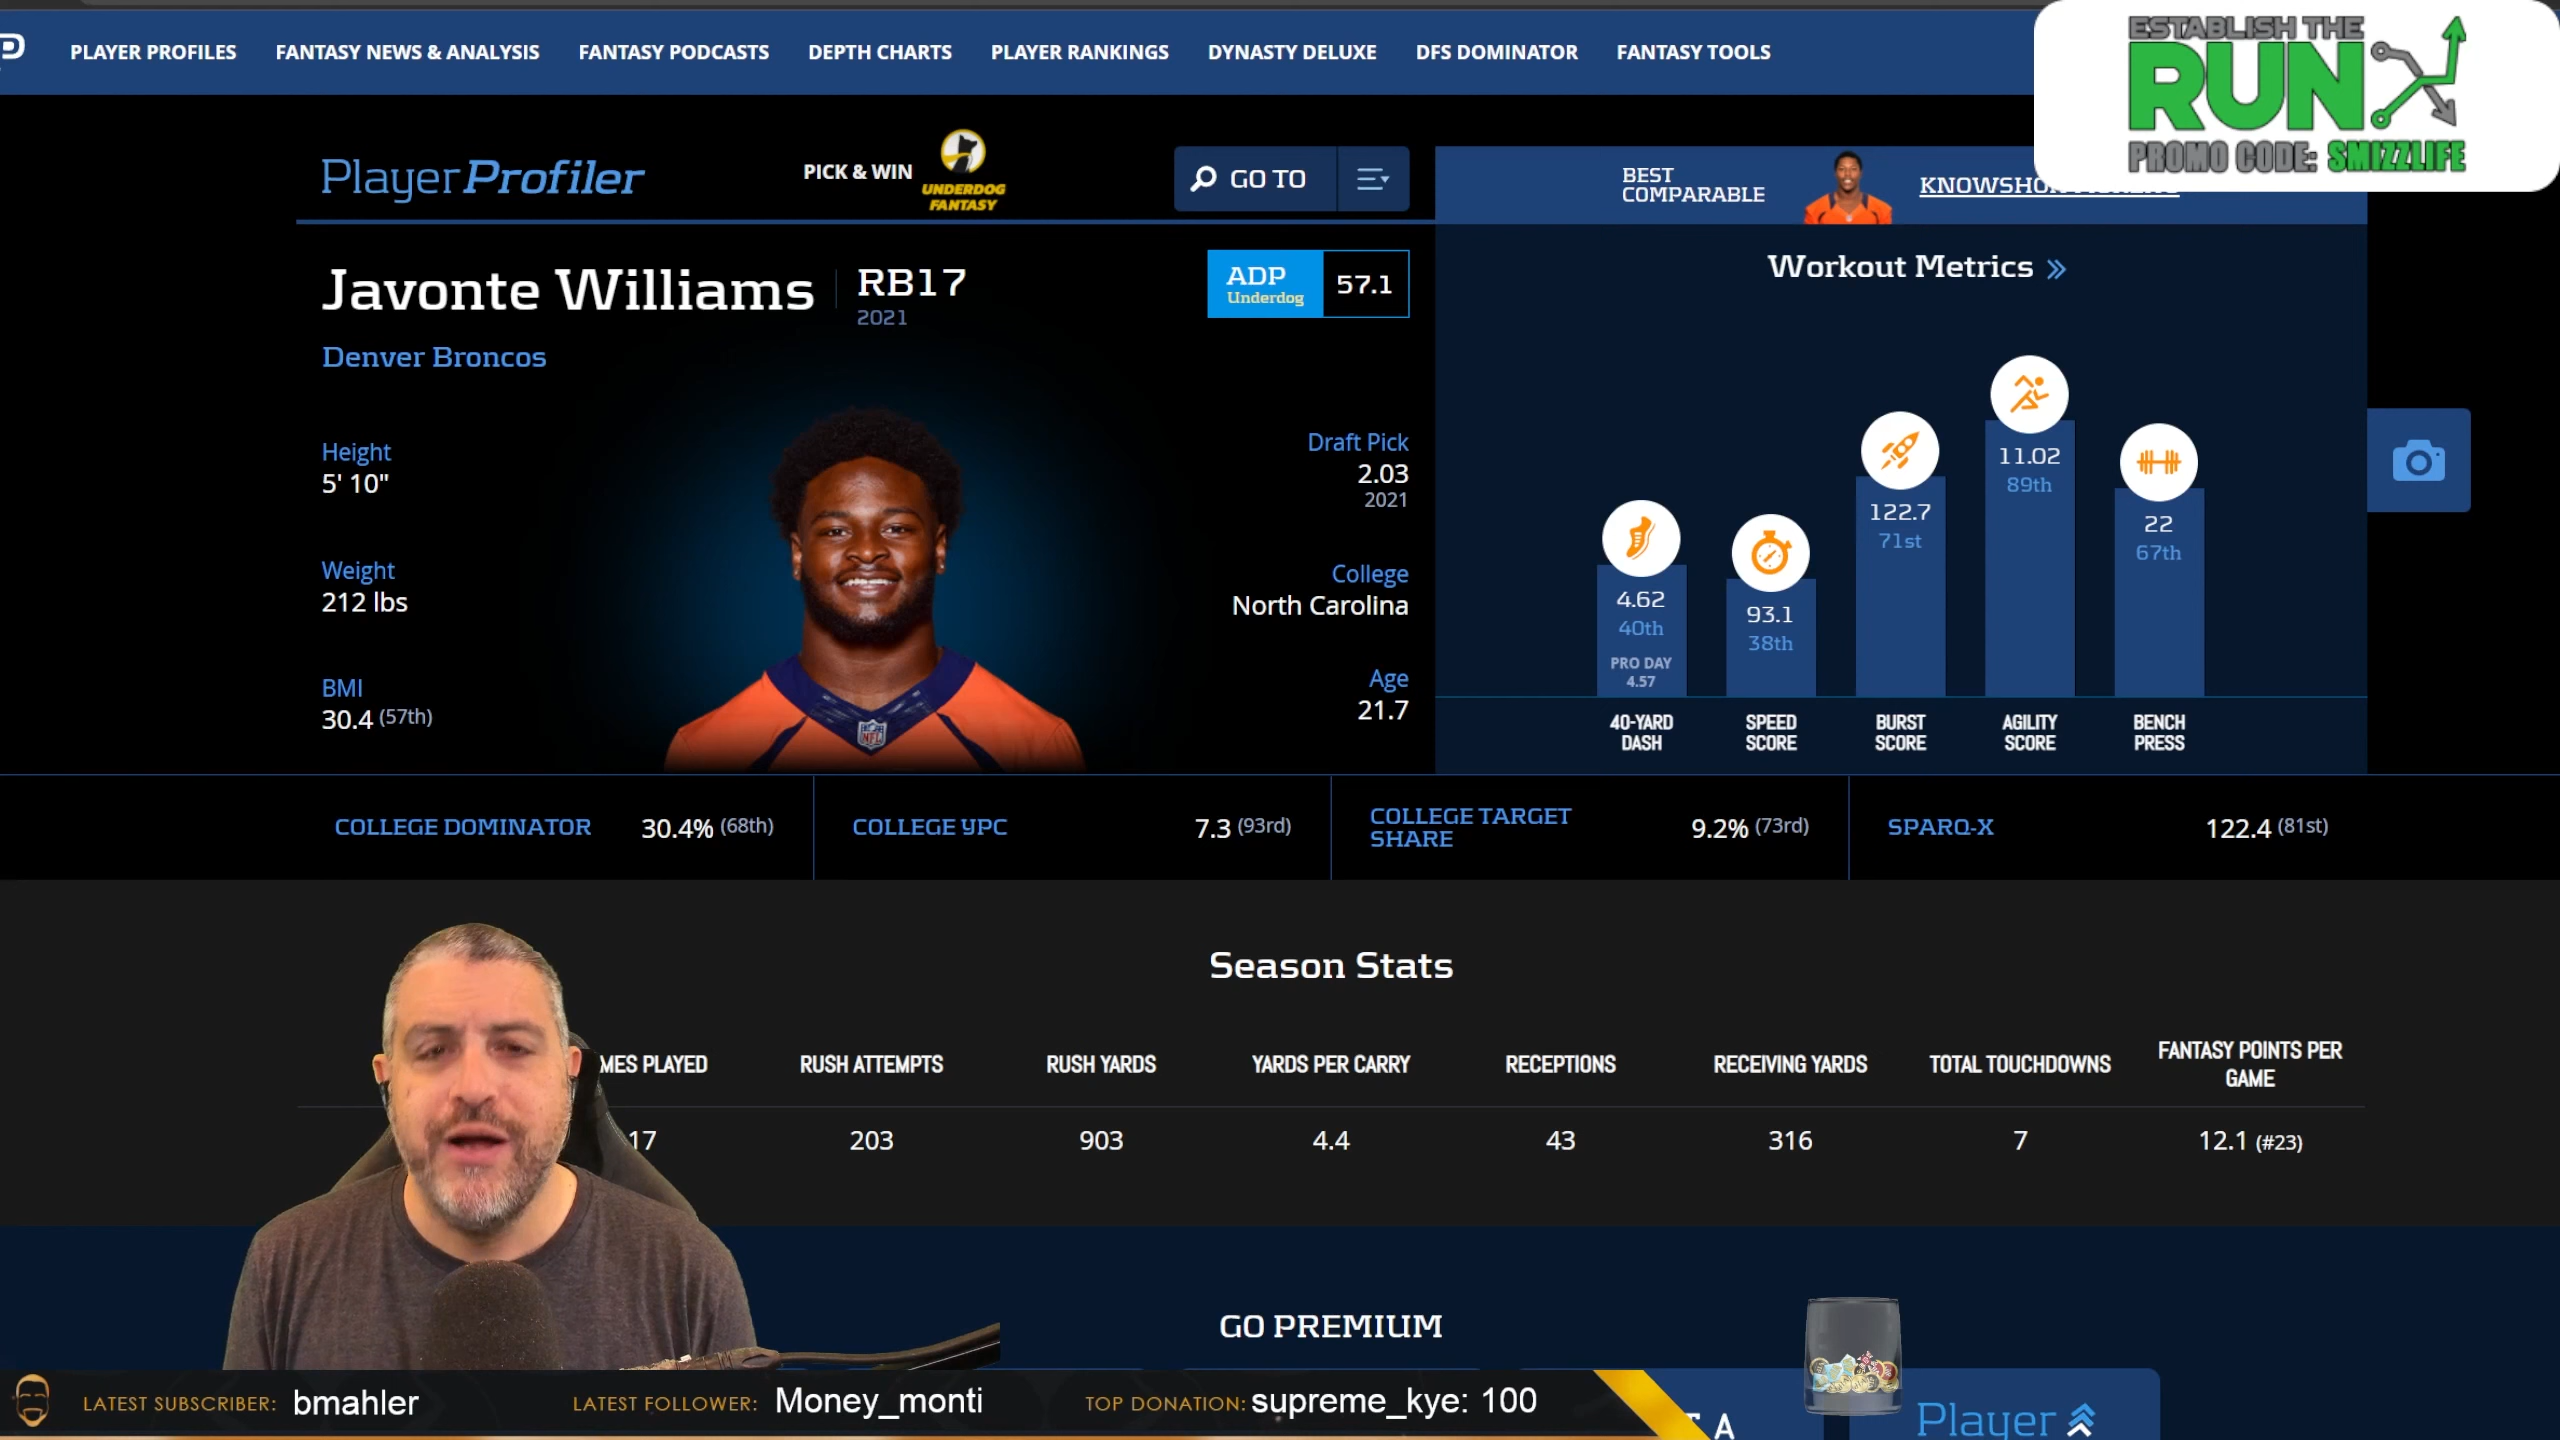 PLAYER PROFILES FANTASY NEWS & ANALYSIS FANTASY PODCASTS DEPTH CHARTS PLAYER RANKINGS DYNASTY DELUXE DFS DOMINATOR FANTASY TOOLS
ESTABLISH THE
RUN
PROMO CODE: SMIZZLIFE
PlayerProfiler
PICK & WIN
UNDERDOG
FANTASY
GO TO
BEST
COMPARABLE
Javonte Williams
RB17
2021
ADP
Underdog
57.1
Denver Broncos
Height
5' 10"
Weight
212 lbs
BMI
30.4 (57th)
Draft Pick
2.03
2021
College
North Carolina
Age
21.7
NFL
Workout Metrics
4.62
40th
PRO DAY
4.57
93.1
38th
122.7
71st
11.02
89th
22
67th
40-YARD
DASH
SPEED
SCORE
BURST
SCORE
AGILITY
SCORE
BENCH
PRESS
COLLEGE DOMINATOR 30.4% (68th)
COLLEGE YPC 7.3 (93rd)
COLLEGE TARGET
SHARE
9.2% (73rd)
SPARQ-X 122.4 (81st)
Season Stats
MES PLAYED RUSH ATTEMPTS RUSH YARDS YARDS PER CARRY RECEPTIONS RECEIVING YARDS TOTAL TOUCHDOWNS FANTASY POINTS PER
GAME
17 203 903 4.4 43 316 7 12.1 (#23)
GO PREMIUM
LATEST SUBSCRIBER: bmahler
LATEST FOLLOWER: Money_monti
TOP DONATION: supreme_kye: 100
A
Player